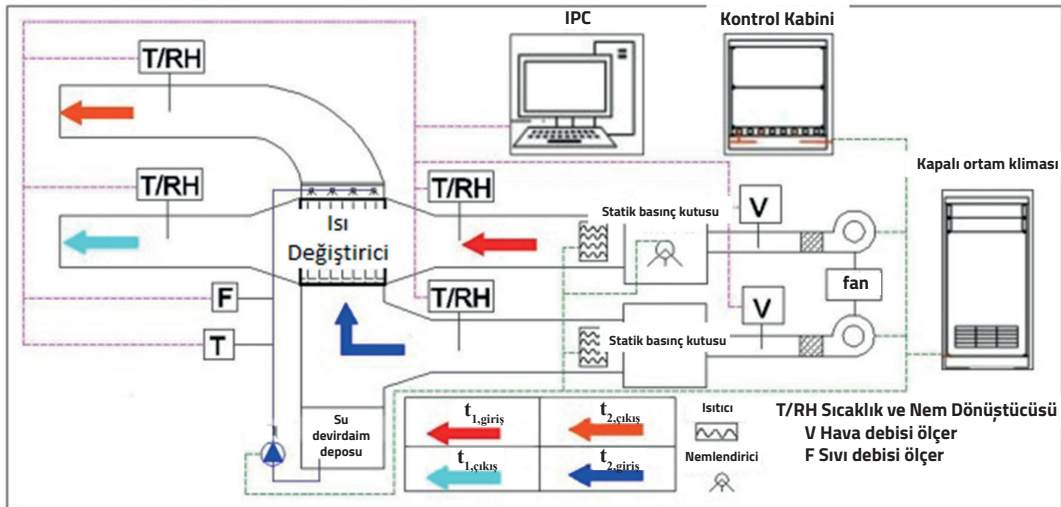 IPC
Kontrol Kabini
T/RH
Kapalı ortam kliması
T/RH
T/RH
Statik basınç kutusu
V
Isı
Değiştirici
fan
F
T/RH
V
T
Statik basınç kutusu
Su
devirdaim
deposu
t1,giriş
t2,çıkış
t1,çıkış
t2,giriş
Isıtıcı
Nemlendirici
T/RH Sıcaklık ve Nem Dönüştücüsü
V Hava debisi ölçer
F Sıvı debisi ölçer